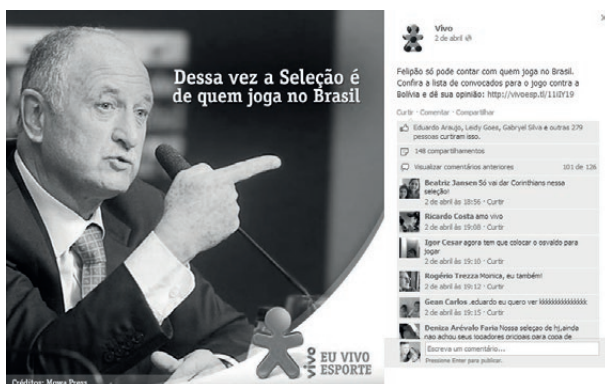 Dessa vez a Seleção é
de quem joga no Brasil
vivo
EU VIVO
ESPORTE
Créditos: Mowa Press
Vivo
2 de abril
Felipão só pode contar com quem joga no Brasil.
Confira a lista de convocados para o jogo contra a
Bolívia e dê sua opinião:
Curtir · Comentar · Compartilhar
Eduardo Araujo, Leidy Goes, Gabryel Silva e outras 279
pessoas curtiram isso.
148 compartilhamentos
Visualizar comentários anteriores
101 de 126
Beatriz Jansen Só vai dar Corinthians nessa
seleção!
2 de abril às 18:56 · Curtir
Ricardo Costa amo vivo
2 de abril às 19:08 · Curtir
Igor Cesar agora tem que colocar o osvaldo para
jogar
2 de abril às 19:10 · Curtir
Rogério Trezza Monica, eu também!
2 de abril às 19:12 · Curtir
Gean Carlos .eduardo eu quero ver
2 de abril às 19:15 · Curtir
Denica Arévalo Faria Nossa seleçao de hj,ainda
nao achou seus jogadores para copa de
Escreva um comentário...
Pressione Enter para publicar.